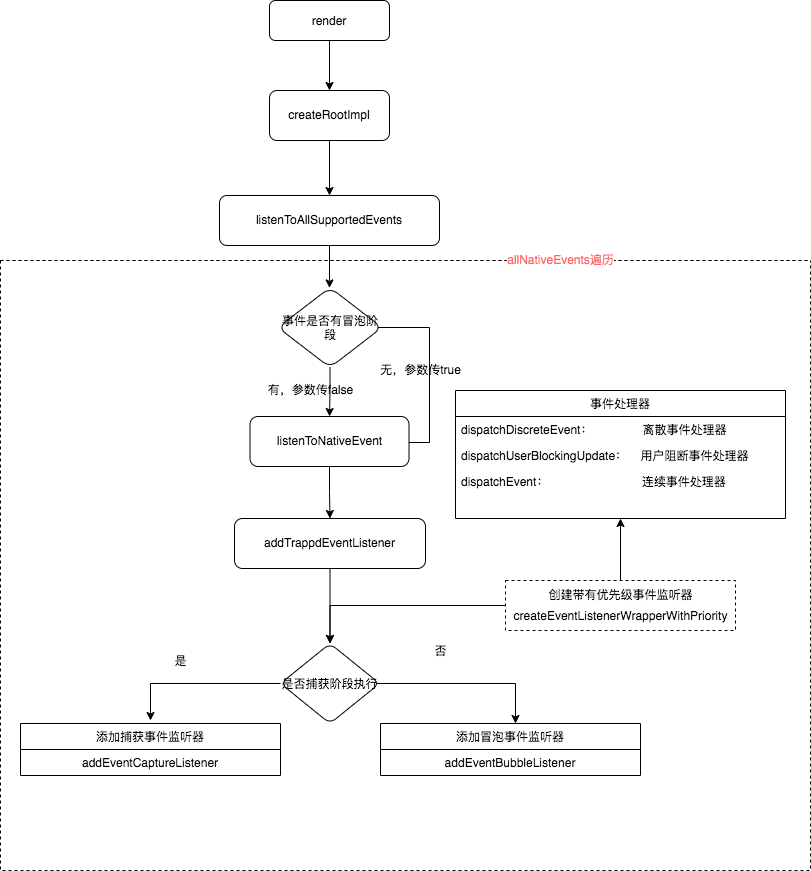 render
createRootImpl
listenToAllSupportedEvents
allNativeEvents遍历
事件是否有冒泡阶
段
无，参数传true
有，参数传false
listenToNativeEvent
事件处理器
dispatchDiscreteEvent： 离散事件处理器
dispatchUserBlockingUpdate： 用户阻断事件处理器
dispatchEvent： 连续事件处理器
addTrappdEventListener
创建带有优先级事件监听器
createEventListenerWrapperWithPriority
是
否
是否捕获阶段执行
添加捕获事件监听器
addEventCaptureListener
添加冒泡事件监听器
addEventBubbleListener